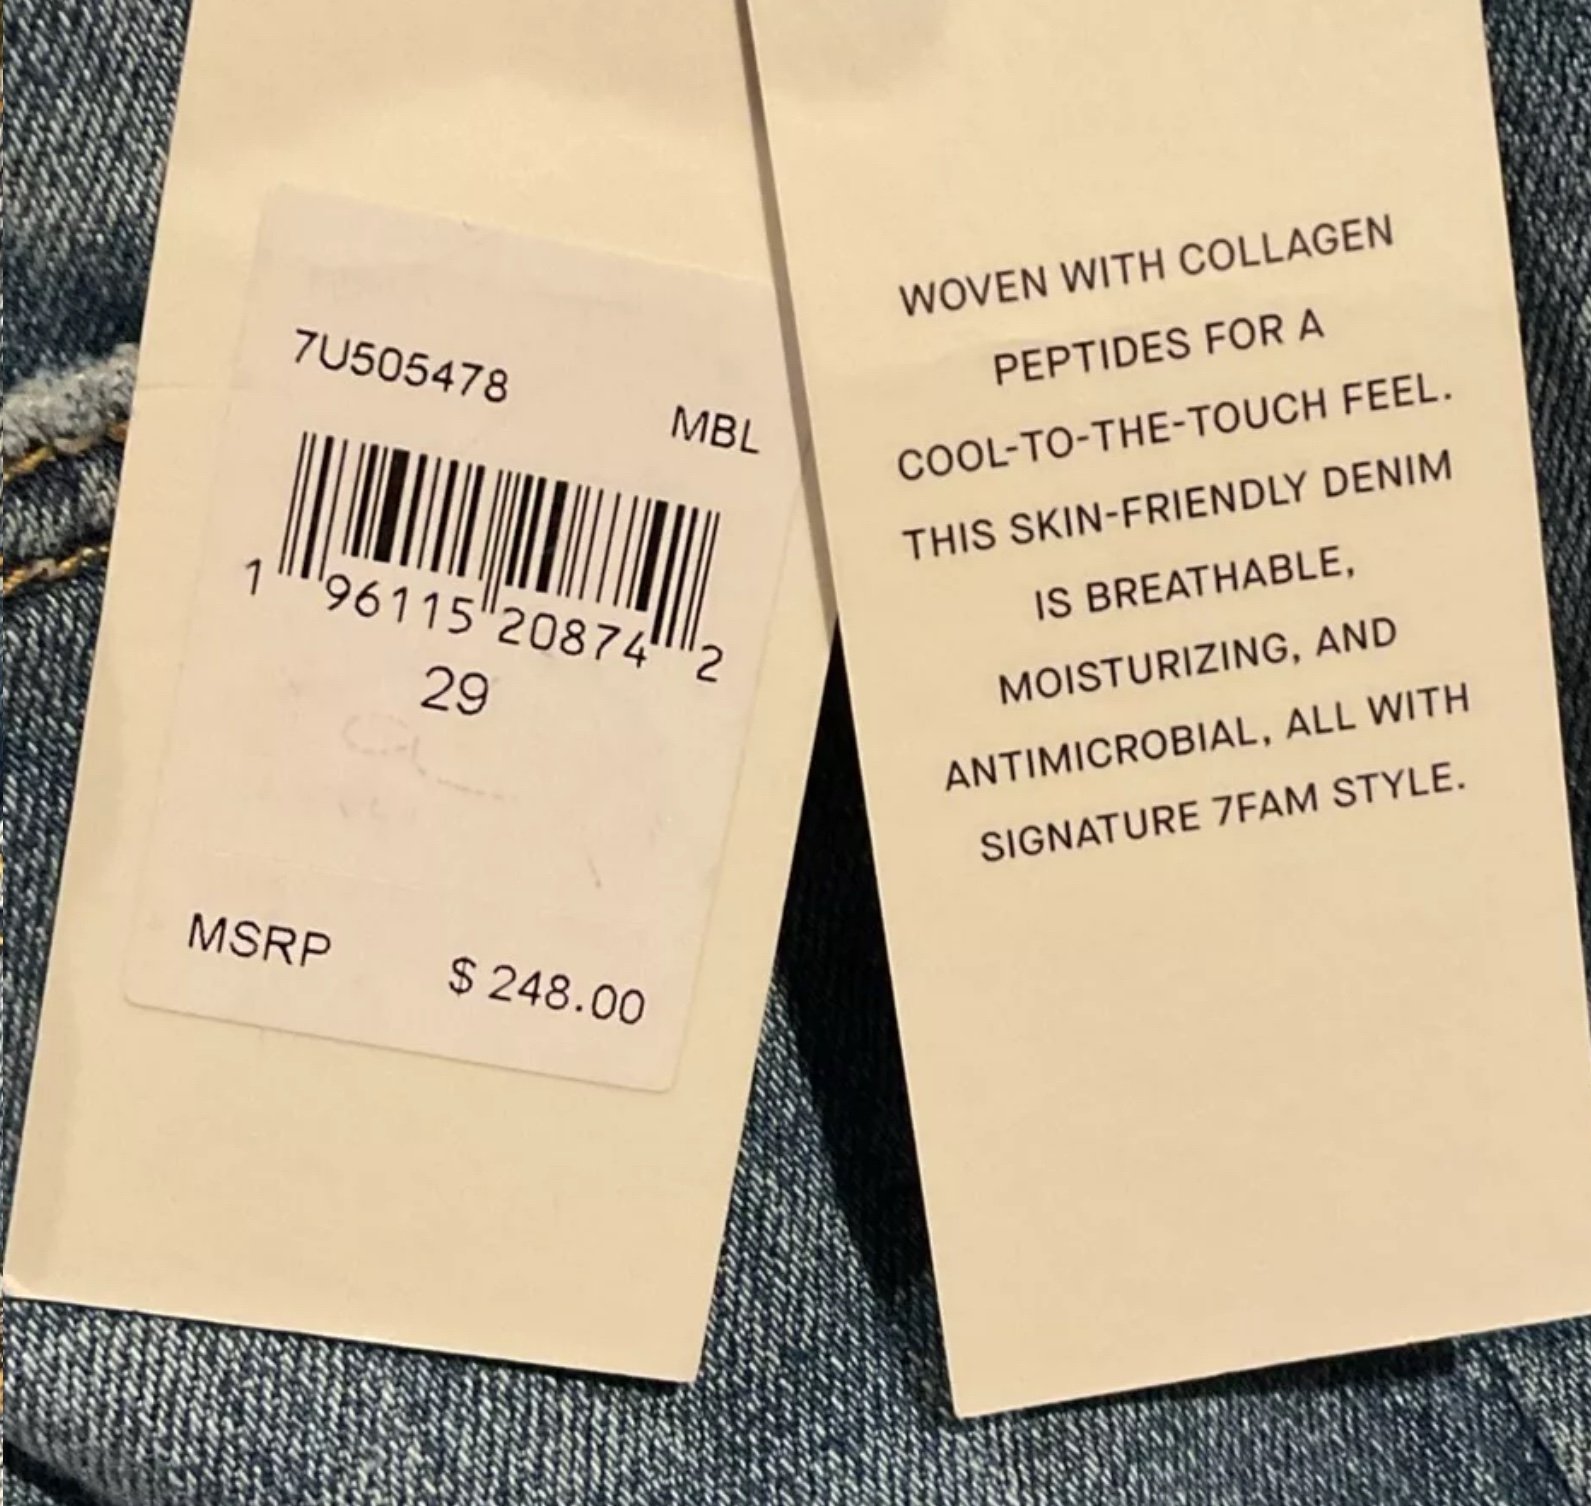 7U505478
MBL
1 96115 20874 2
29
MSRP $ 248.00
WOVEN WITH COLLAGEN
PEPTIDES FOR A
COOL-TO-THE-TOUCH FEEL.
THIS SKIN-FRIENDLY DENIM
IS BREATHABLE,
MOISTURIZING, AND
ANTIMICROBIAL, ALL WITH
SIGNATURE 7FAM STYLE.